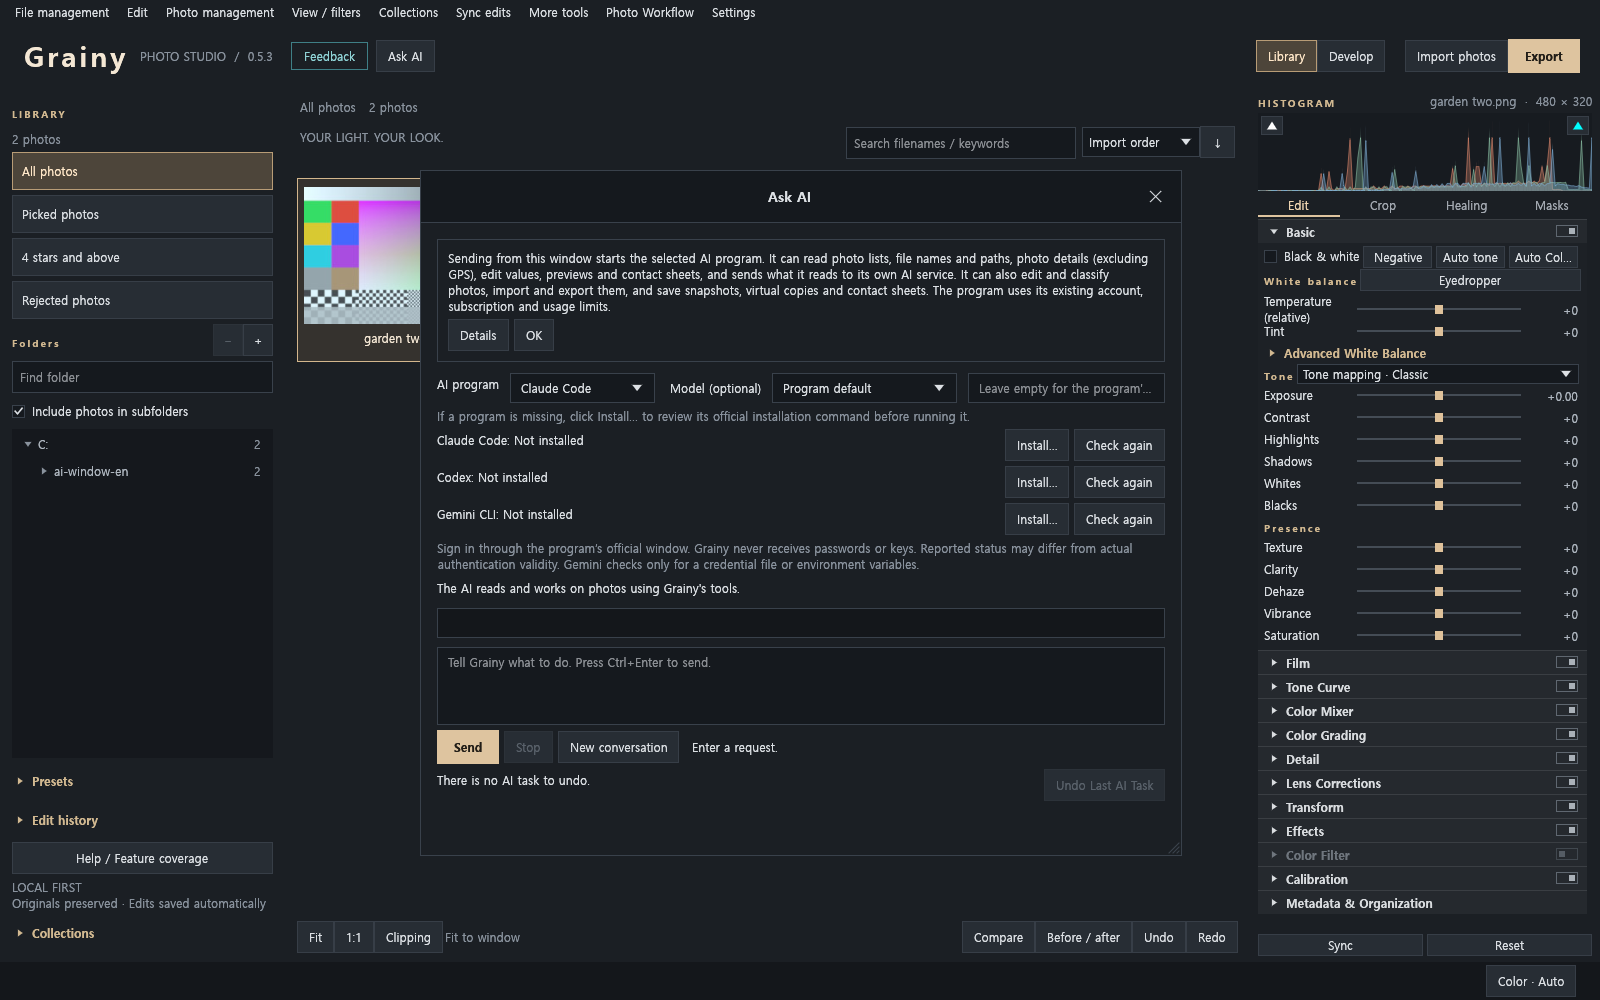 File management Edit Photo management View / filters Collections Sync edits More tools Photo Workflow Settings
Grainy PHOTO STUDIO / 0.5.3 Feedback Ask AI Library Develop Import photos Export
LIBRARY
2 photos
All photos
Picked photos
4 stars and above
Rejected photos
Folders − +
Find folder
Include photos in subfolders
C: 2
ai-window-en 2
Presets
Edit history
Help / Feature coverage
LOCAL FIRST
Originals preserved · Edits saved automatically
Collections
All photos 2 photos
YOUR LIGHT. YOUR LOOK.
Search filenames / keywords Import order ↓
garden tw
Ask AI
Sending from this window starts the selected AI program. It can read photo lists, file names and paths, photo details (excluding
GPS), edit values, previews and contact sheets, and sends what it reads to its own AI service. It can also edit and classify
photos, import and export them, and save snapshots, virtual copies and contact sheets. The program uses its existing account,
subscription and usage limits.
Details OK
AI program Claude Code Model (optional) Program default Leave empty for the program'...
If a program is missing, click Install... to review its official installation command before running it.
Claude Code: Not installed Install... Check again
Codex: Not installed Install... Check again
Gemini CLI: Not installed Install... Check again
Sign in through the program's official window. Grainy never receives passwords or keys. Reported status may differ from actual
authentication validity. Gemini checks only for a credential file or environment variables.
The AI reads and works on photos using Grainy's tools.
Tell Grainy what to do. Press Ctrl+Enter to send.
Send Stop New conversation Enter a request.
There is no AI task to undo. Undo Last AI Task
Fit 1:1 Clipping Fit to window Compare Before / after Undo Redo
HISTOGRAM garden two.png · 480 × 320
Edit Crop Healing Masks
Basic
Black & white Negative Auto tone Auto Col...
White balance Eyedropper
Temperature
(relative) +0
Tint +0
Advanced White Balance
Tone Tone mapping · Classic
Exposure +0.00
Contrast +0
Highlights +0
Shadows +0
Whites +0
Blacks +0
Presence
Texture +0
Clarity +0
Dehaze +0
Vibrance +0
Saturation +0
Film
Tone Curve
Color Mixer
Color Grading
Detail
Lens Corrections
Transform
Effects
Color Filter
Calibration
Metadata & Organization
Sync Reset
Color · Auto